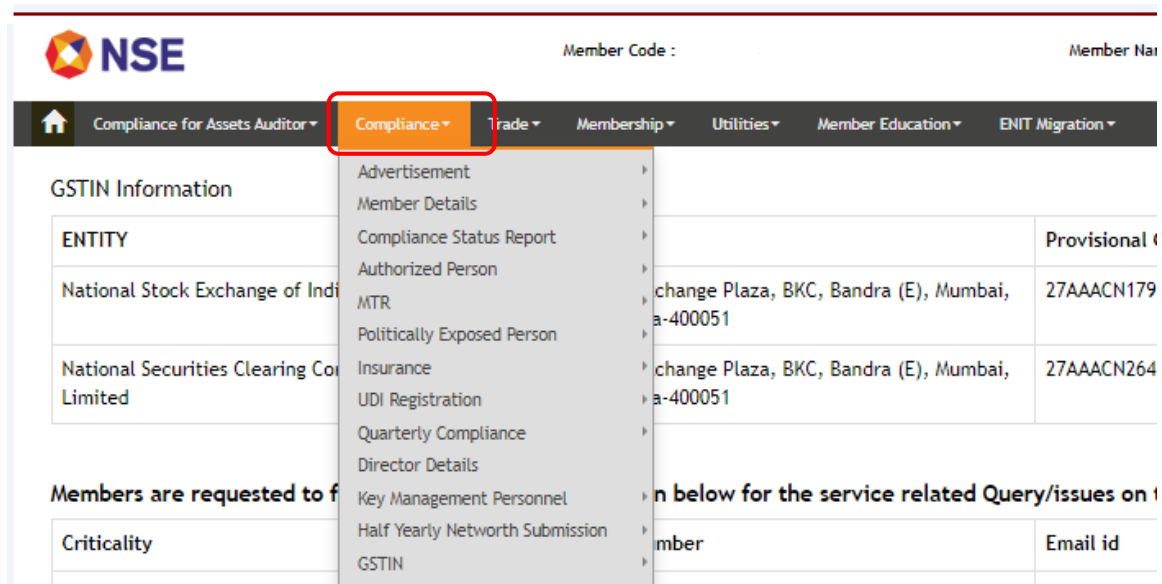 NSE
Member Code :
Member Nar
Compliance for Assets Auditor
Compliance
Trade
Membership
Utilities
Member Education
ENIT Migration
GSTIN Information
Advertisement
Member Details
Compliance Status Report
Authorized Person
MTR
Politically Exposed Person
Insurance
UDI Registration
Quarterly Compliance
Director Details
Key Management Personnel
Half Yearly Networth Submission
GSTIN
ENTITY
Provisional
National Stock Exchange of Indi
change Plaza, BKC, Bandra (E), Mumbai,
a-400051
27AAACN179
National Securities Clearing Co
Limited
change Plaza, BKC, Bandra (E), Mumbai,
a-400051
27AAACN264
Members are requested to f
n below for the service related Query/issues on t
Criticality
mber
Email id